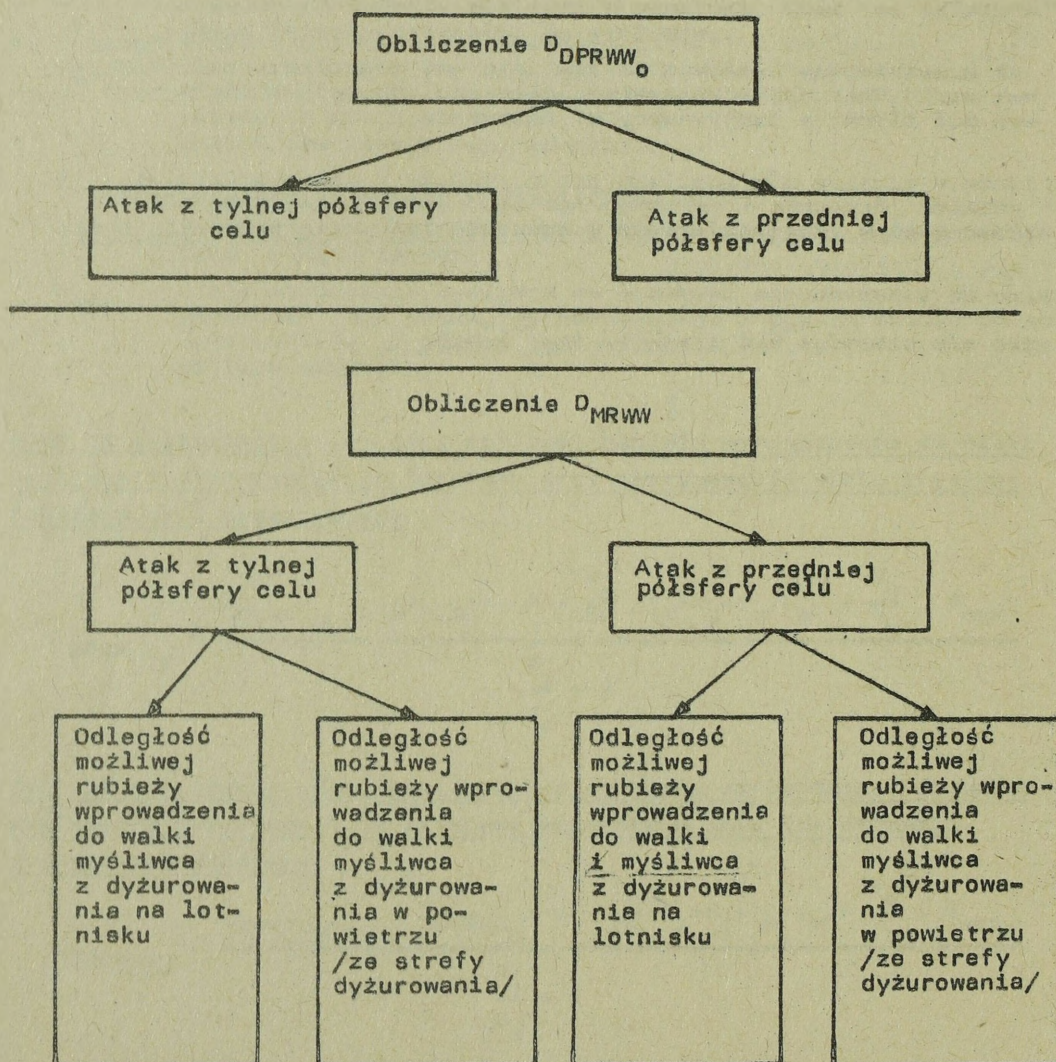 Obliczenie D DPRWW o
Atak z tylnej półsfery
celu
Atak z przedniej
półsfery celu
Obliczenie D MRWW
Atak z tylnej
półsfery celu
Atak z przedniej
półsfery celu
Odległość
możliwej
rubieży
wprowadzenia
do walki
myśliwca
z dyżurowa-
nia na lot-
nisku
Odległość
możliwej
rubieży wpro-
wadzenia
do walki
myśliwca
z dyżurowa-
nia w po-
wietrzu
/ze strefy
dyżurowania/
Odległość
możliwej
rubieży
wprowadzenia
do walki
i myśliwca
z dyżurowa-
nia na
lotnisku
Odległość
możliwej
rubieży wpro-
wadzenia
do walki
myśliwca
z dyżurowa-
nia
w powietrzu
/ze strefy
dyżurowania/